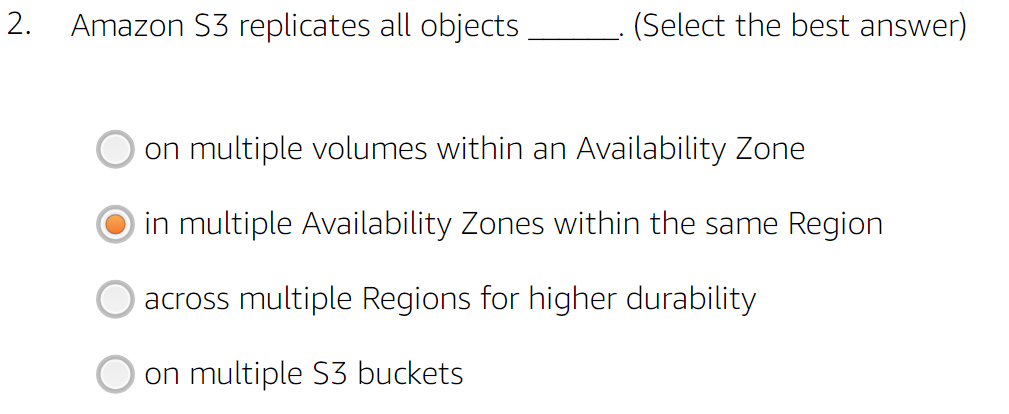 2. Amazon S3 replicates all objects ______. (Select the best answer)
on multiple volumes within an Availability Zone
in multiple Availability Zones within the same Region
across multiple Regions for higher durability
on multiple S3 buckets